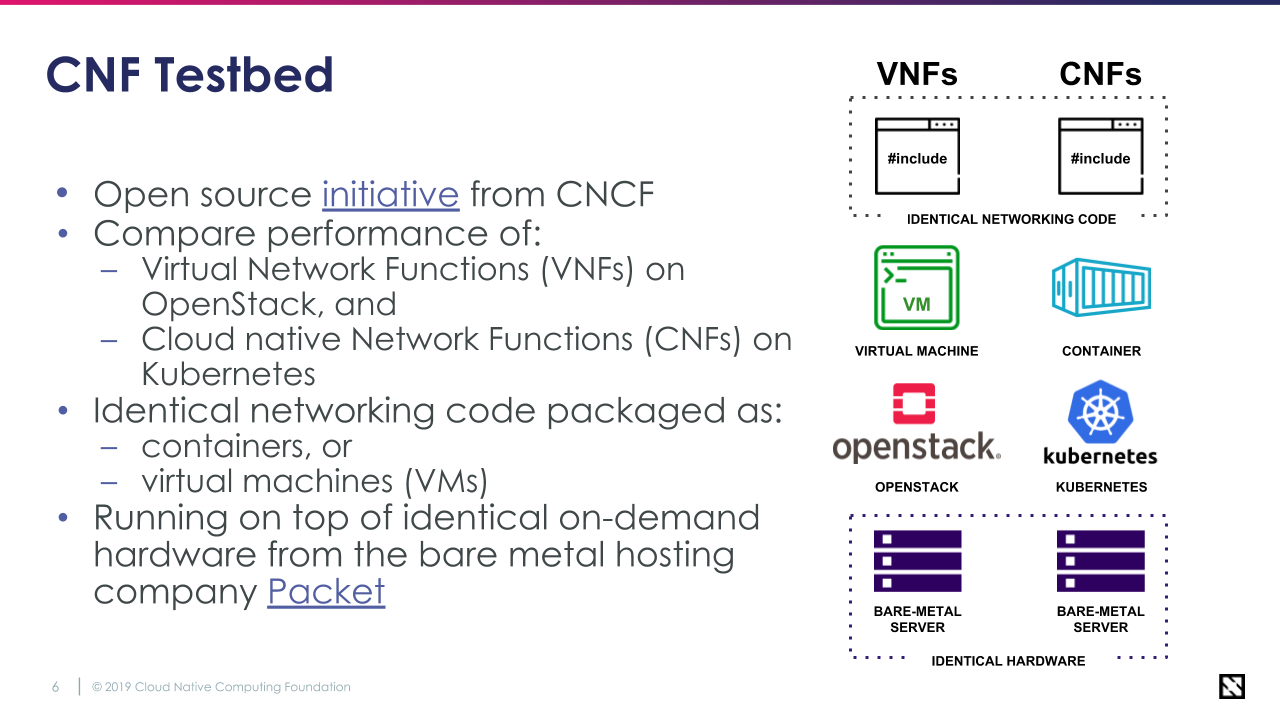 CNF Testbed
• Open source initiative from CNCF
• Compare performance of:
– Virtual Network Functions (VNFs) on
OpenStack, and
– Cloud native Network Functions (CNFs) on
Kubernetes
• Identical networking code packaged as:
– containers, or
– virtual machines (VMs)
• Running on top of identical on-demand
hardware from the bare metal hosting
company Packet
VNFs CNFs
#include #include
IDENTICAL NETWORKING CODE
VM
VIRTUAL MACHINE CONTAINER
openstack. kubernetes
OPENSTACK KUBERNETES
BARE-METAL BARE-METAL
SERVER SERVER
IDENTICAL HARDWARE
6 © 2019 Cloud Native Computing Foundation